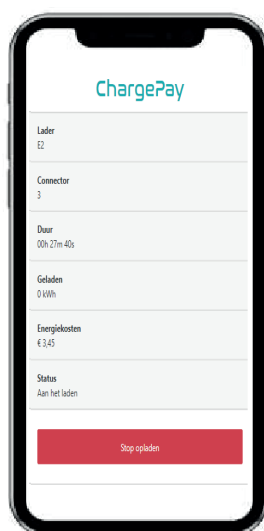 ChargePay
Lader
E2
Connector
3
Duur
00h 27m 40s
Geladen
0 kWh
Energiekosten
€ 3,45
Status
Aan het laden
Stop opladen